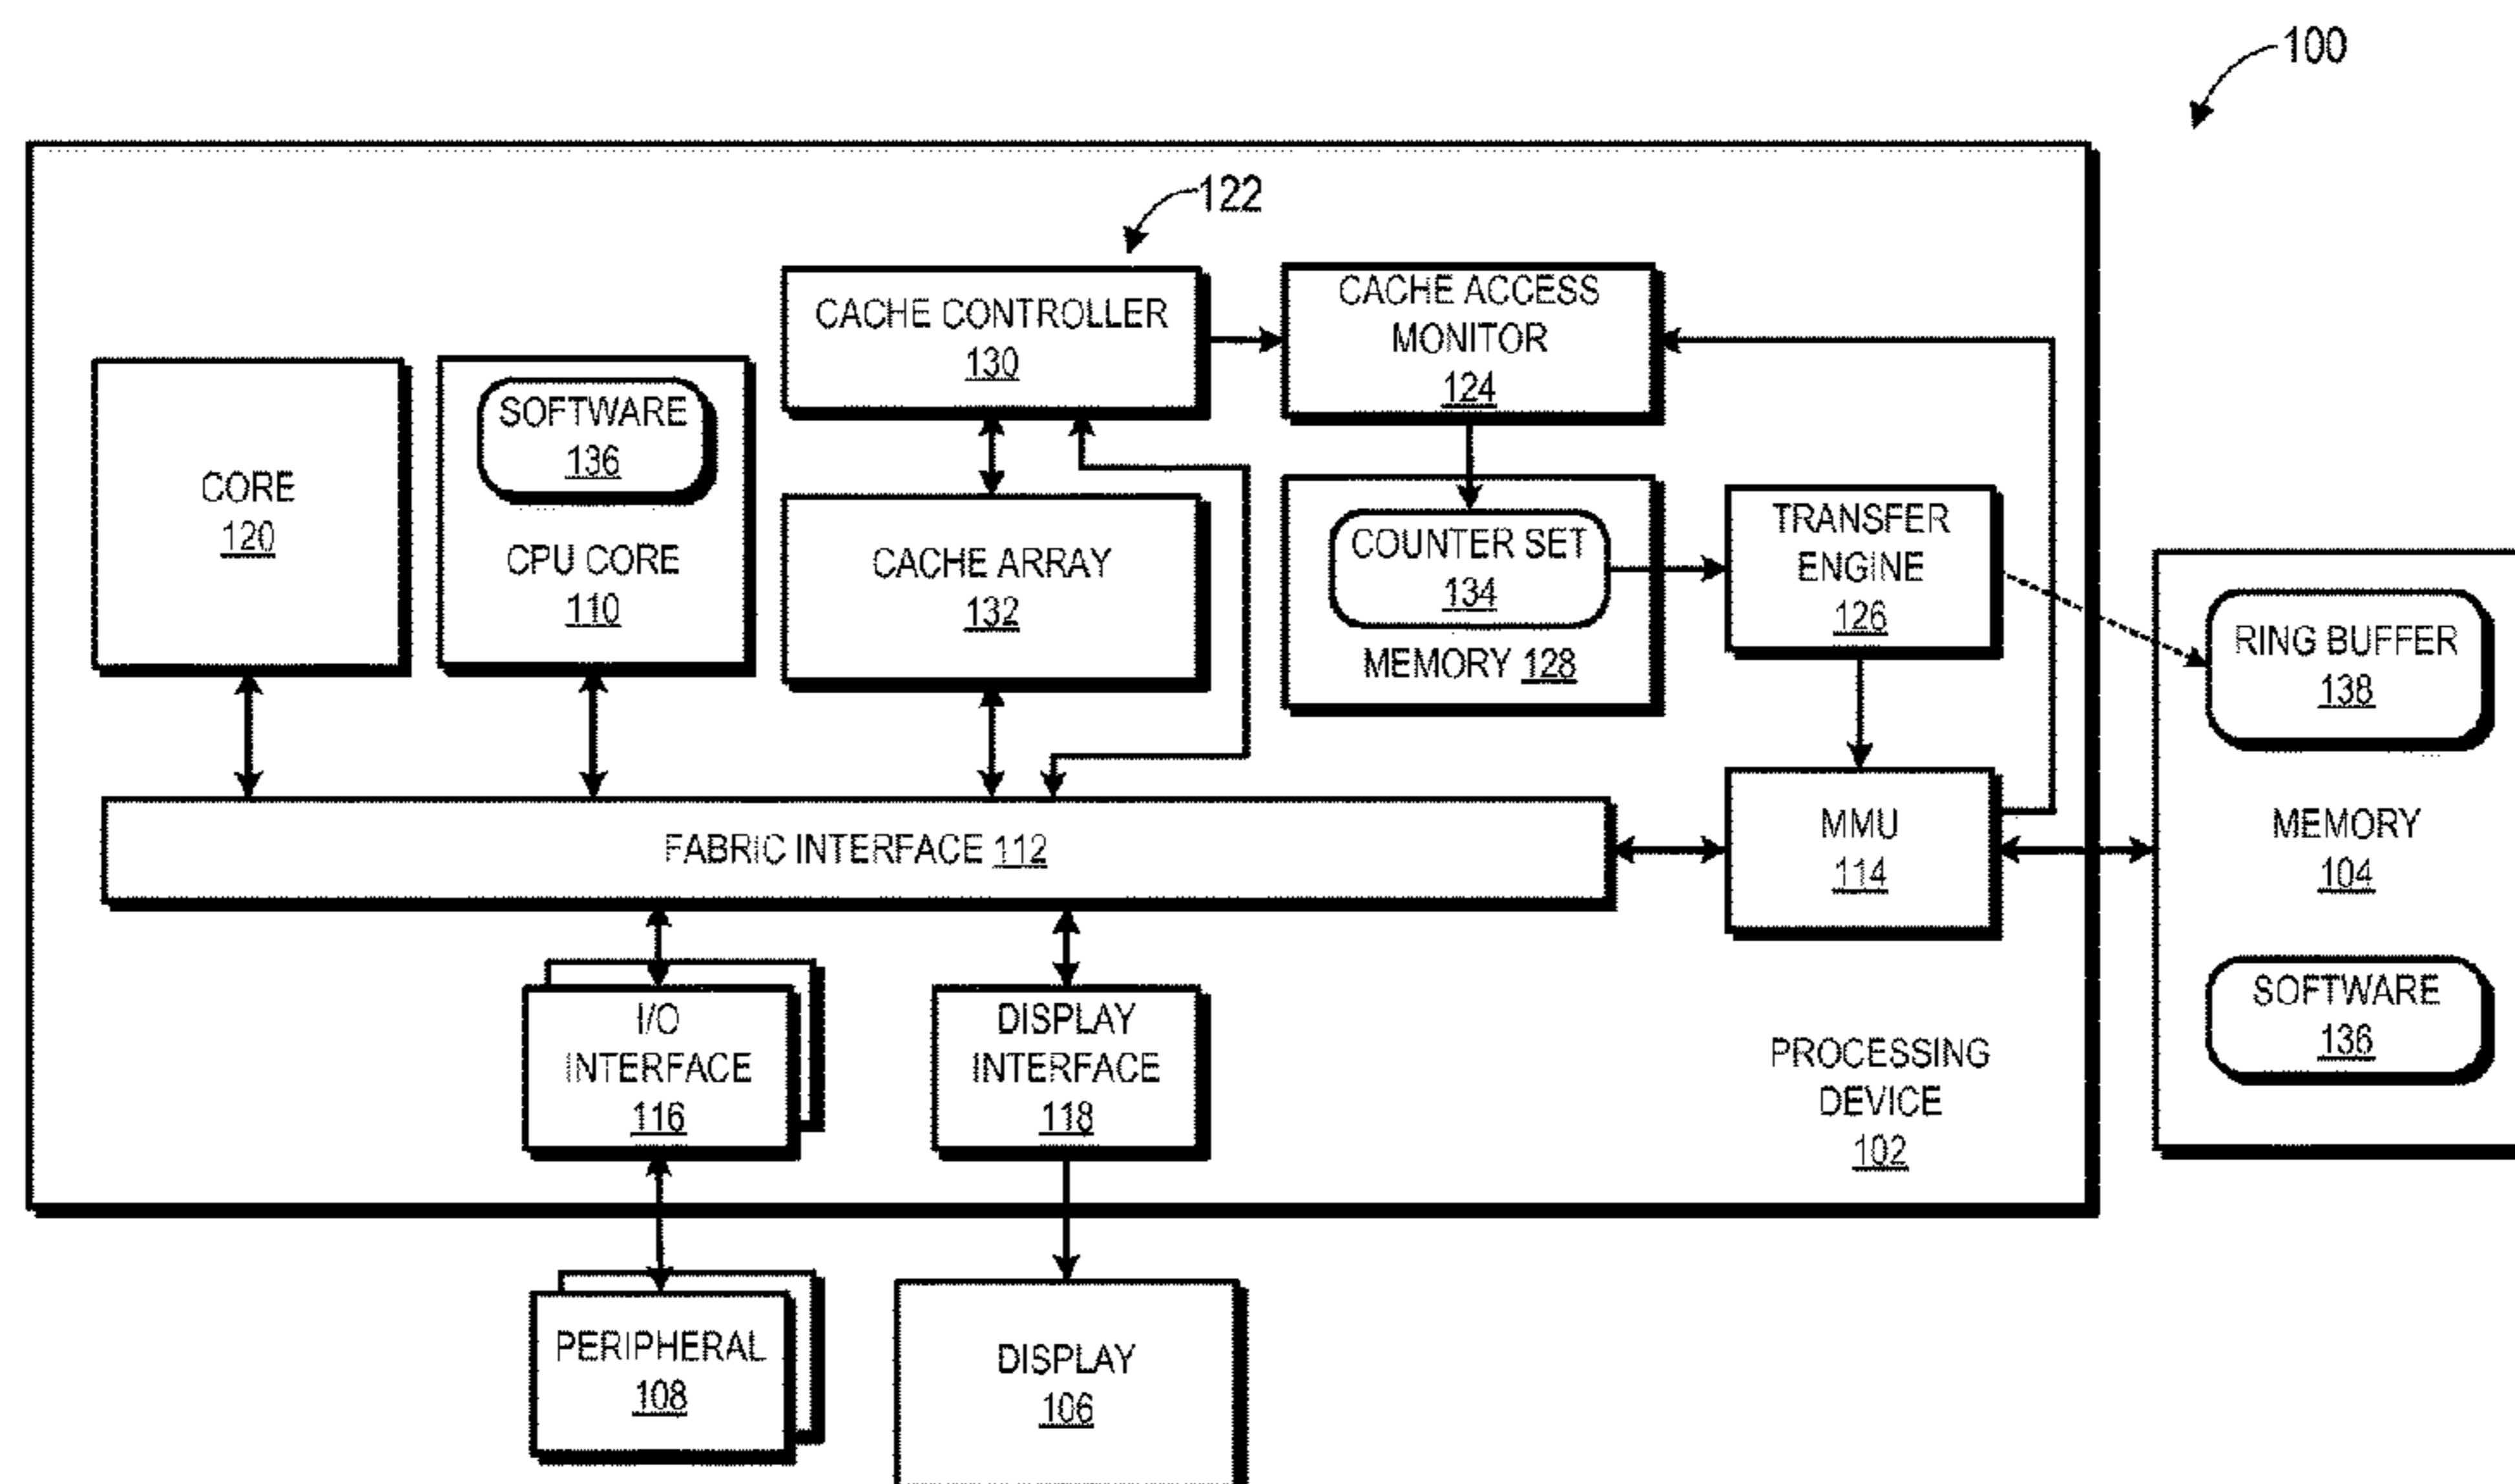 100
122
CACHE CONTROLLER
130
CACHE ACCESS
MONITOR
124
SOFTWARE
136
CPU CORE
110
CORE
120
CACHE ARRAY
132
COUNTER SET
134
MEMORY 128
TRANSFER
ENGINE
126
RING BUFFER
138
MEMORY
104
SOFTWARE
136
FABRIC INTERFACE 112
MMU
114
I/O
INTERFACE
116
DISPLAY
INTERFACE
118
PROCESSING
DEVICE
102
PERIPHERAL
108
DISPLAY
106